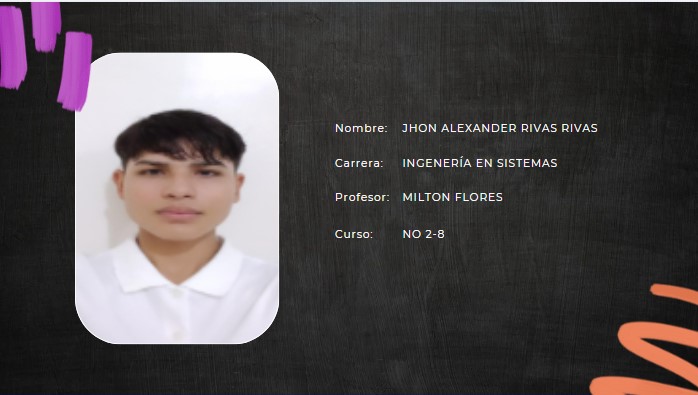 Nombre: JHON ALEXANDER RIVAS RIVAS
Carrera: INGENERÍA EN SISTEMAS
Profesor: MILTON FLORES
Curso: NO 2-8